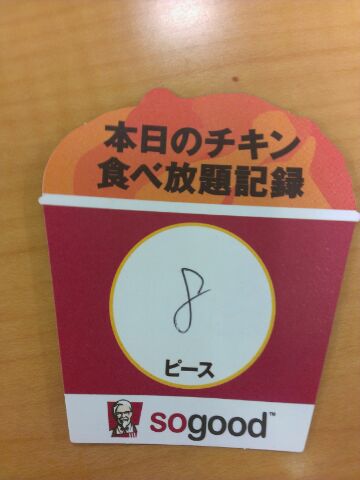 本日のチキン
食べ放題記録
8
ピース
sogood™